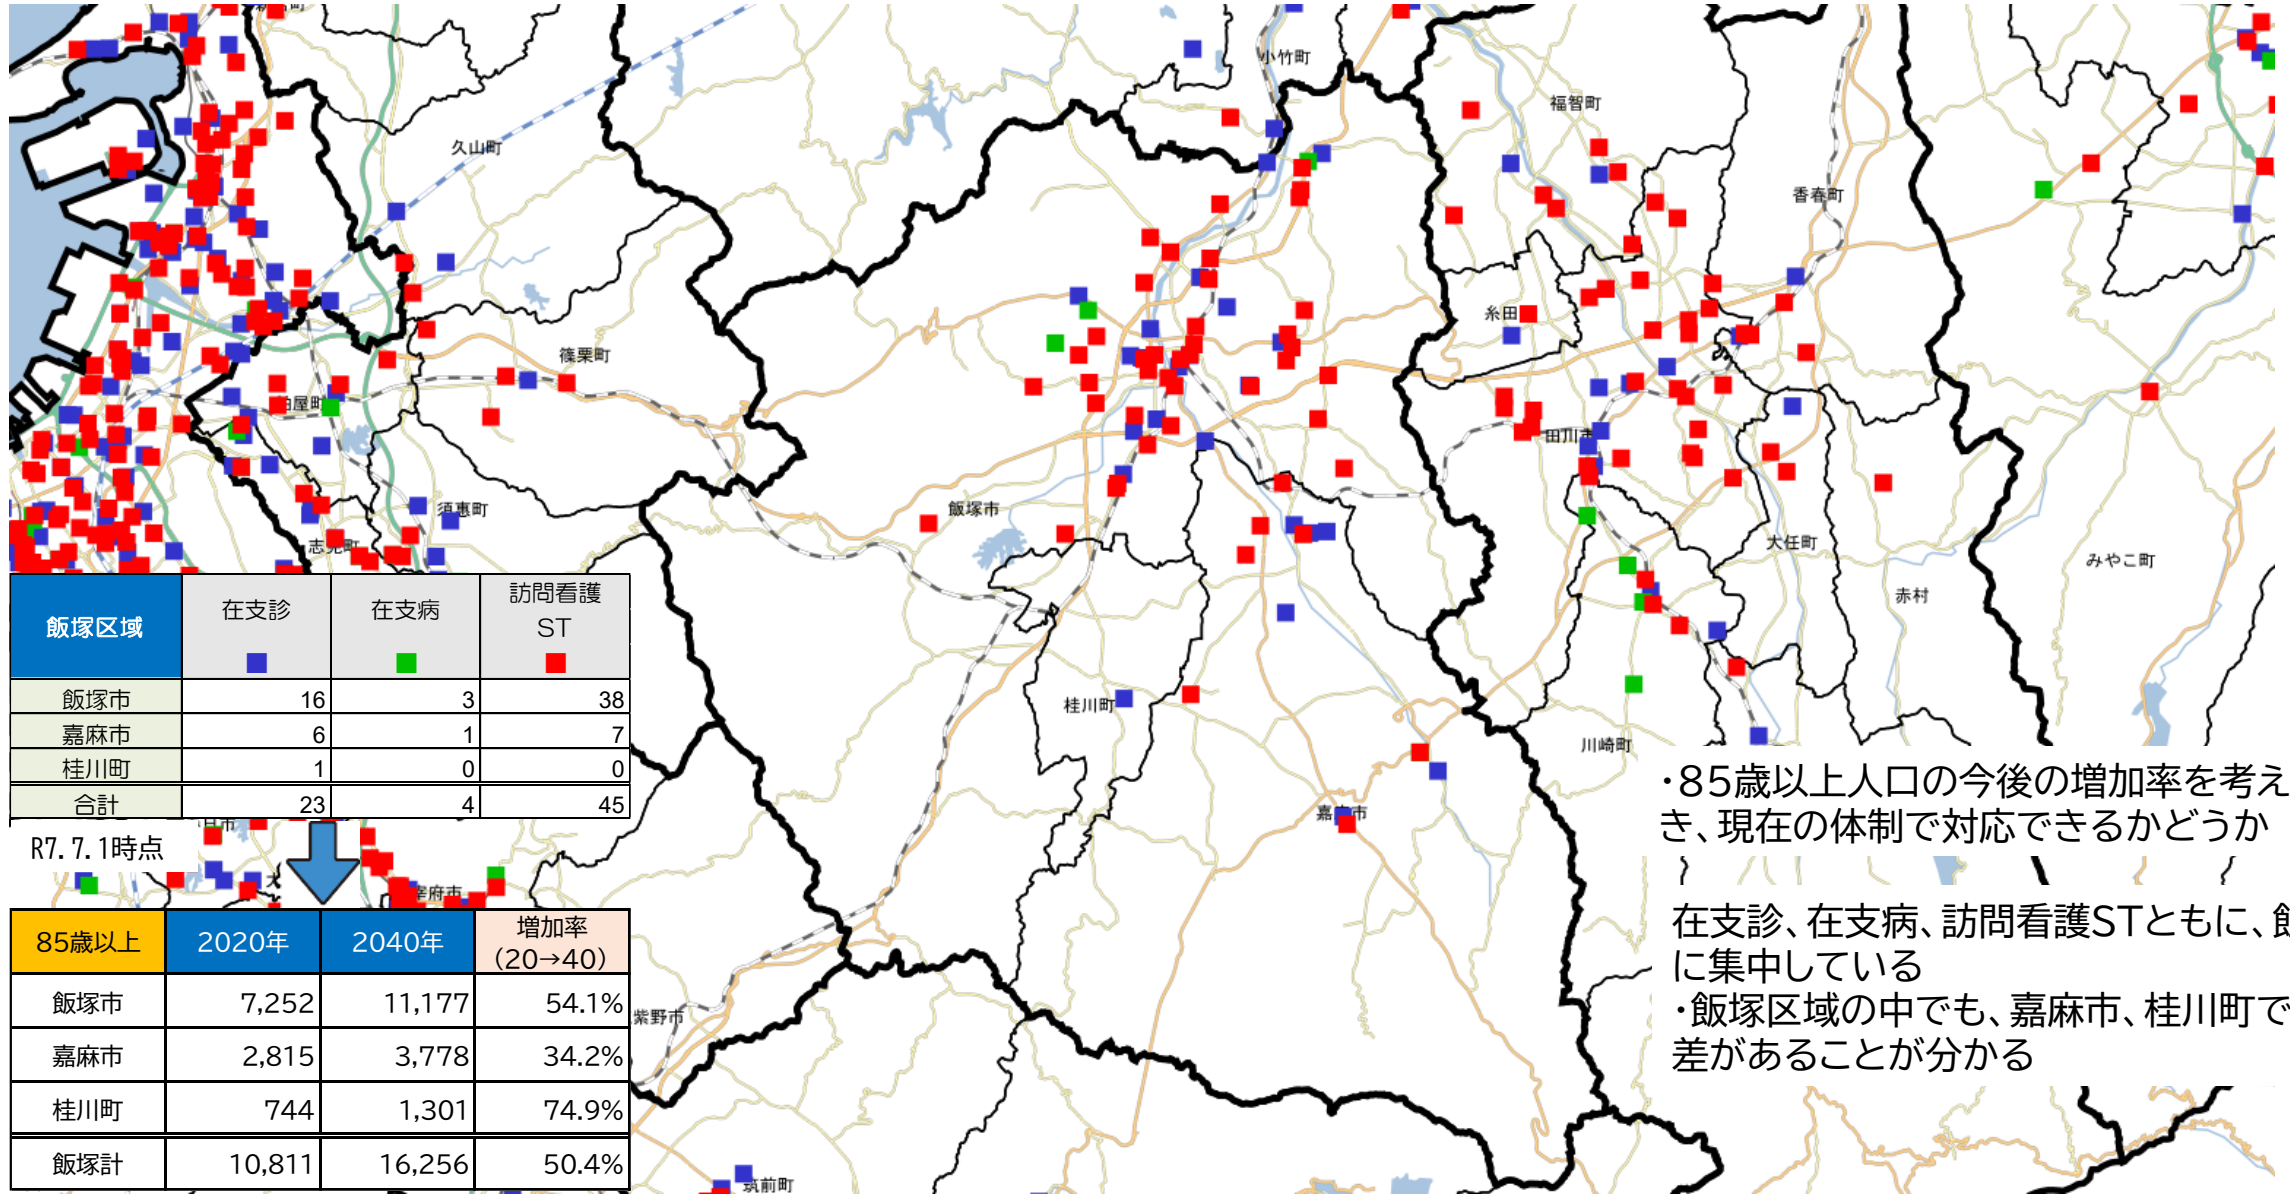 小竹町
福智町
久山町
香春町
糸田
篠栗町
田川市
飯塚市
須惠町
志免町
大任町
みやこ町
赤村
桂川町
川崎町
飯塚区域 在支診 在支病 訪問看護ST
飯塚市 16 3 38
嘉麻市 6 1 7
桂川町 1 0 0
合計 23 4 45
R7.7.1時点
・85歳以上人口の今後の増加率を考え
き、現在の体制で対応できるかどうか
在支診、在支病、訪問看護STともに、飯
に集中している
・飯塚区域の中でも、嘉麻市、桂川町で
差があることが分かる
85歳以上 2020年 2040年 増加率(20→40)
飯塚市 7,252 11,177 54.1%
嘉麻市 2,815 3,778 34.2%
桂川町 744 1,301 74.9%
飯塚計 10,811 16,256 50.4%
紫野市
筑前町